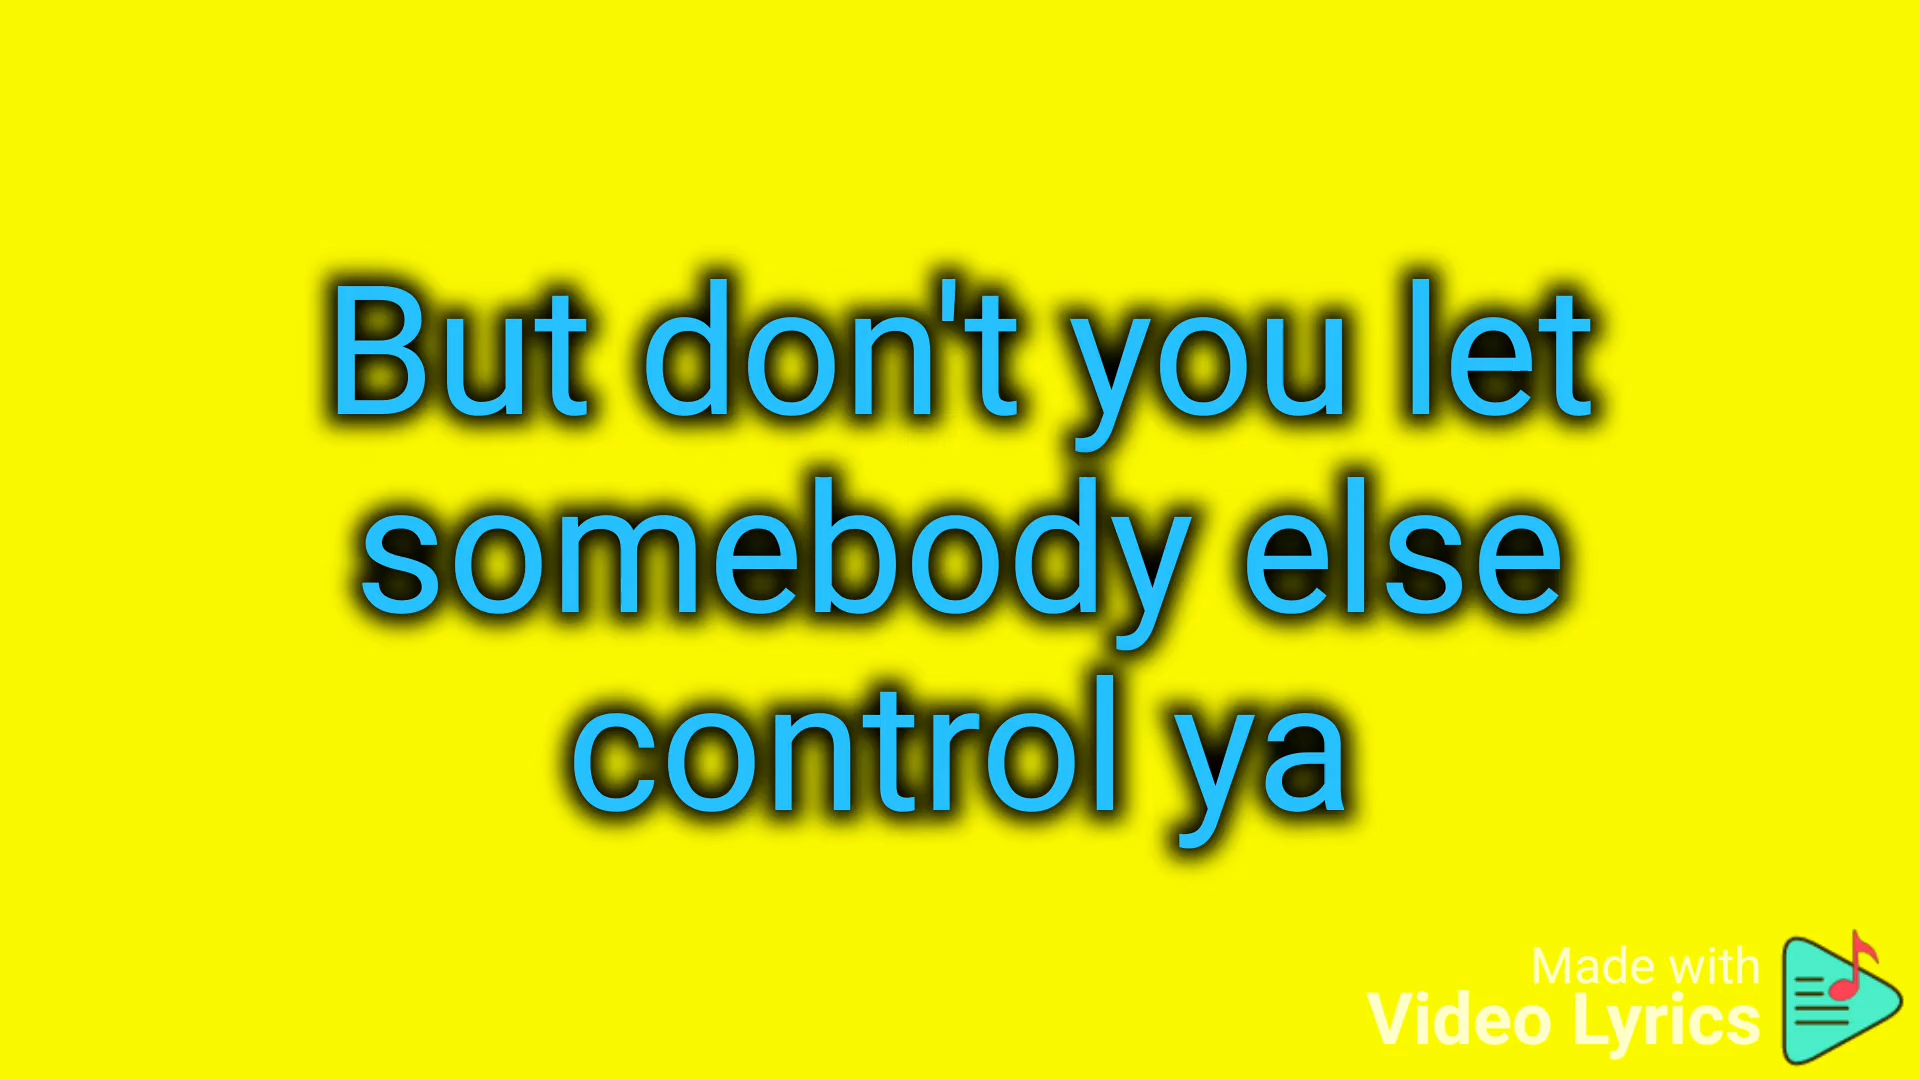 But don't you let
somebody else
control ya
Made with
Video Lyrics